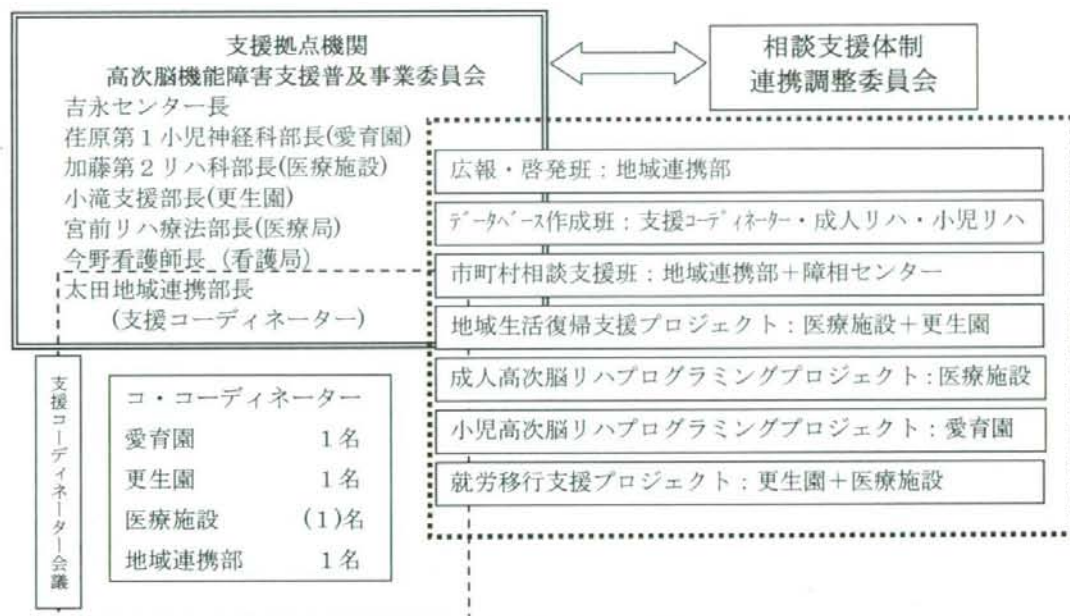 支援拠点機関
高次脳機能障害支援普及事業委員会
吉永センター長
荏原第1小児神経科部長(愛育園)
加藤第2リハ科部長(医療施設)
小滝支援部長(更生園)
宮前リハ療法部長(医療局)
今野看護師長 (看護局)
太田地域連携部長
(支援コーディネーター)
相談支援体制
連携調整委員会
広報・啓発班：地域連携部
データベース作成班：支援コーディネーター・成人リハ・小児リハ
市町村相談支援班：地域連携部＋障相センター
地域生活復帰支援プロジェクト：医療施設＋更生園
成人高次脳リハプログラミングプロジェクト：医療施設
小児高次脳リハプログラミングプロジェクト：愛育園
就労移行支援プロジェクト：更生園＋医療施設
支援コーディネーター会議
コ・コーディネーター
愛育園 1名
更生園 1名
医療施設 (1)名
地域連携部 1名